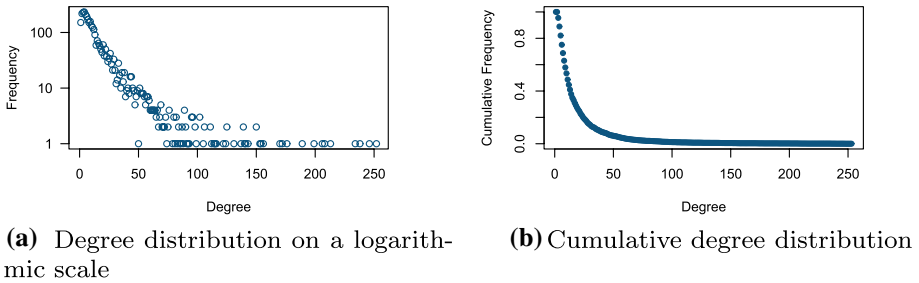 Frequency
100
10
1
0 50 100 150 200 250
Degree
(a) Degree distribution on a logarith-
mic scale
Cumulative Frequency
0.8
0.4
0.0
0 50 100 150 200 250
Degree
(b) Cumulative degree distribution